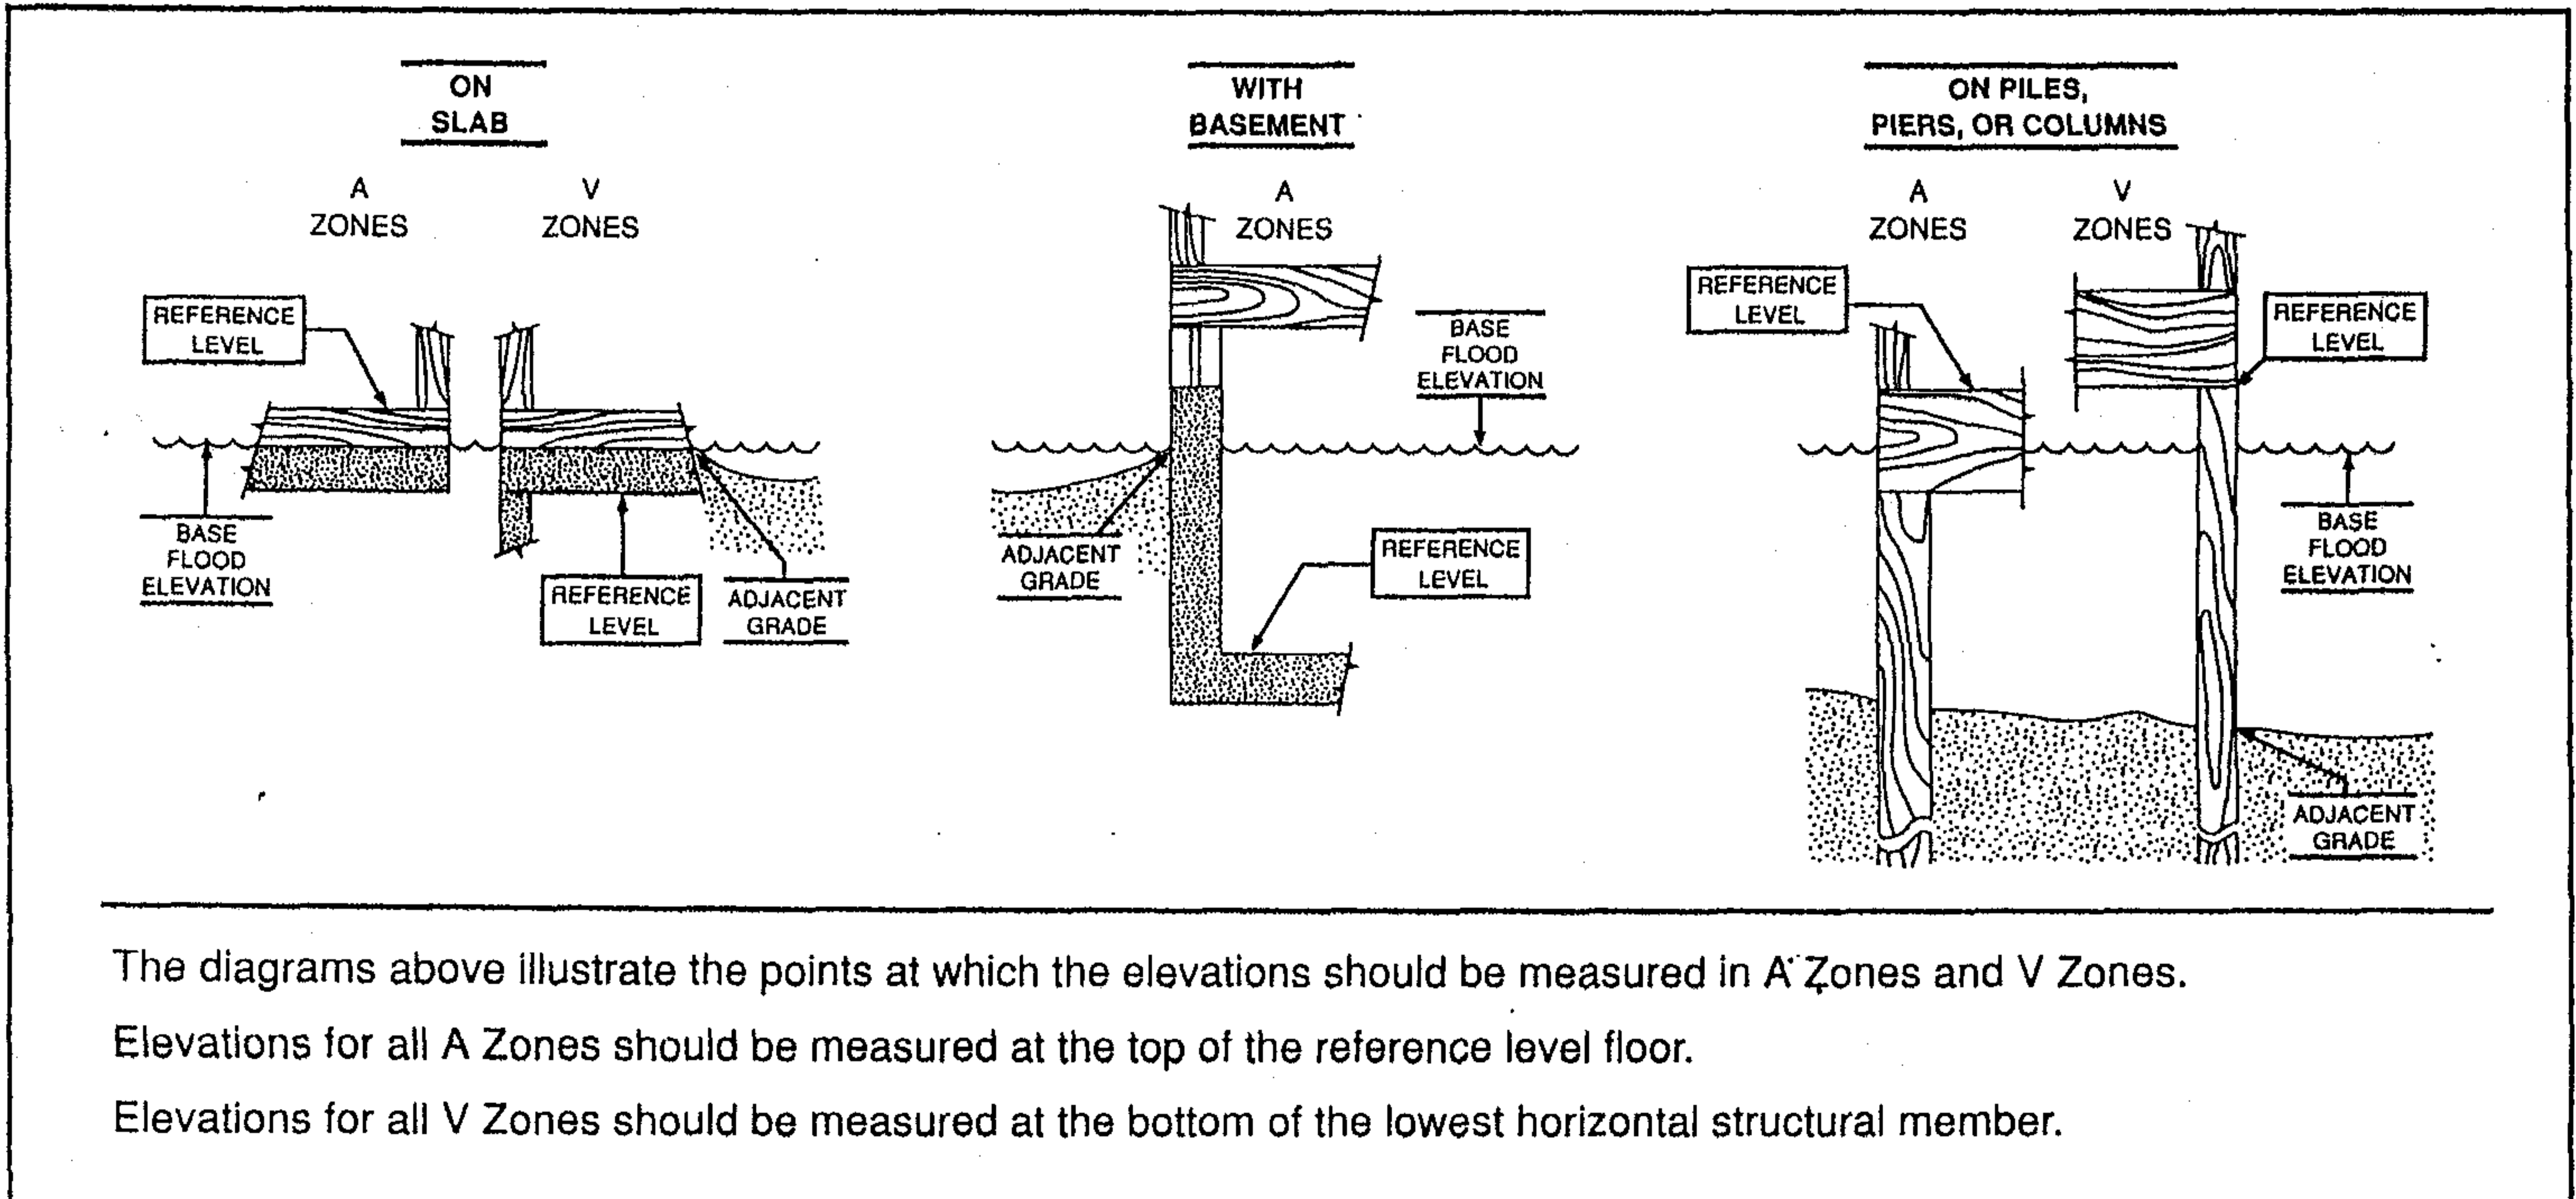 ON
SLAB
A
ZONES
V
ZONES
REFERENCE
LEVEL
BASE
FLOOD
ELEVATION
REFERENCE
LEVEL
ADJACENT
GRADE
WITH
BASEMENT
A
ZONES
BASE
FLOOD
ELEVATION
ADJACENT
GRADE
REFERENCE
LEVEL
ON PILES,
PIERS, OR COLUMNS
A
ZONES
V
ZONES
REFERENCE
LEVEL
REFERENCE
LEVEL
BASE
FLOOD
ELEVATION
ADJACENT
GRADE
The diagrams above illustrate the points at which the elevations should be measured in A Zones and V Zones.
Elevations for all A Zones should be measured at the top of the reference level floor.
Elevations for all V Zones should be measured at the bottom of the lowest horizontal structural member.